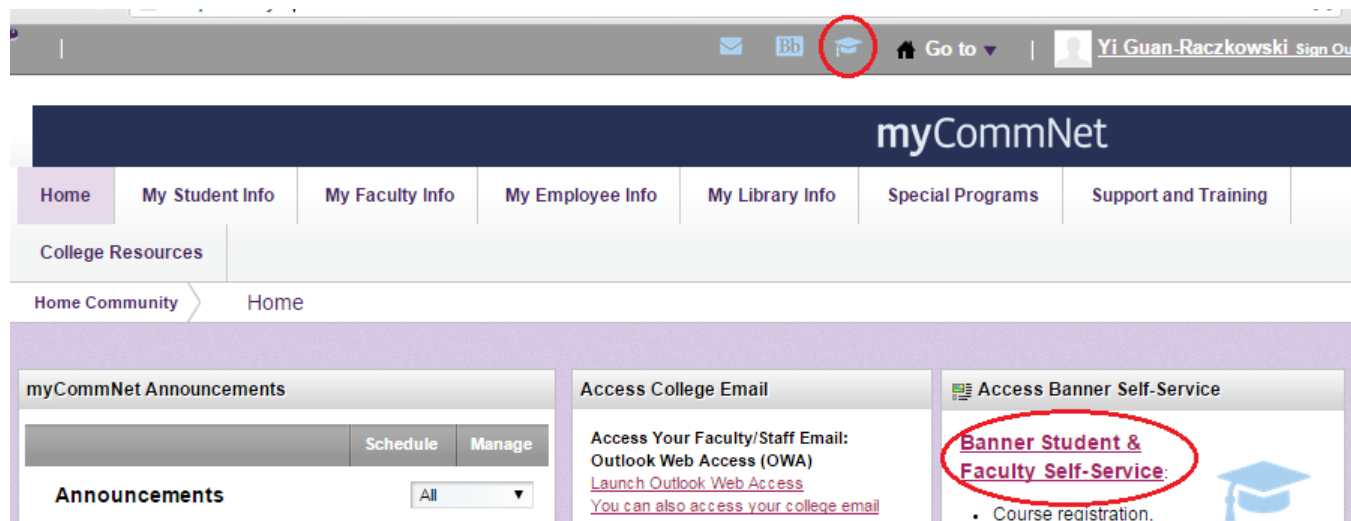 Bb
Go to
Yi Guan-Raczkowski Sign Ou
myCommNet
Home
My Student Info
My Faculty Info
My Employee Info
My Library Info
Special Programs
Support and Training
College Resources
Home Community
Home
myCommNet Announcements
Schedule
Manage
Announcements
All
Access College Email
Access Your Faculty/Staff Email:
Outlook Web Access (OWA)
Launch Outlook Web Access
You can also access your college email
Access Banner Self-Service
Banner Student &
Faculty Self-Service:
• Course registration,